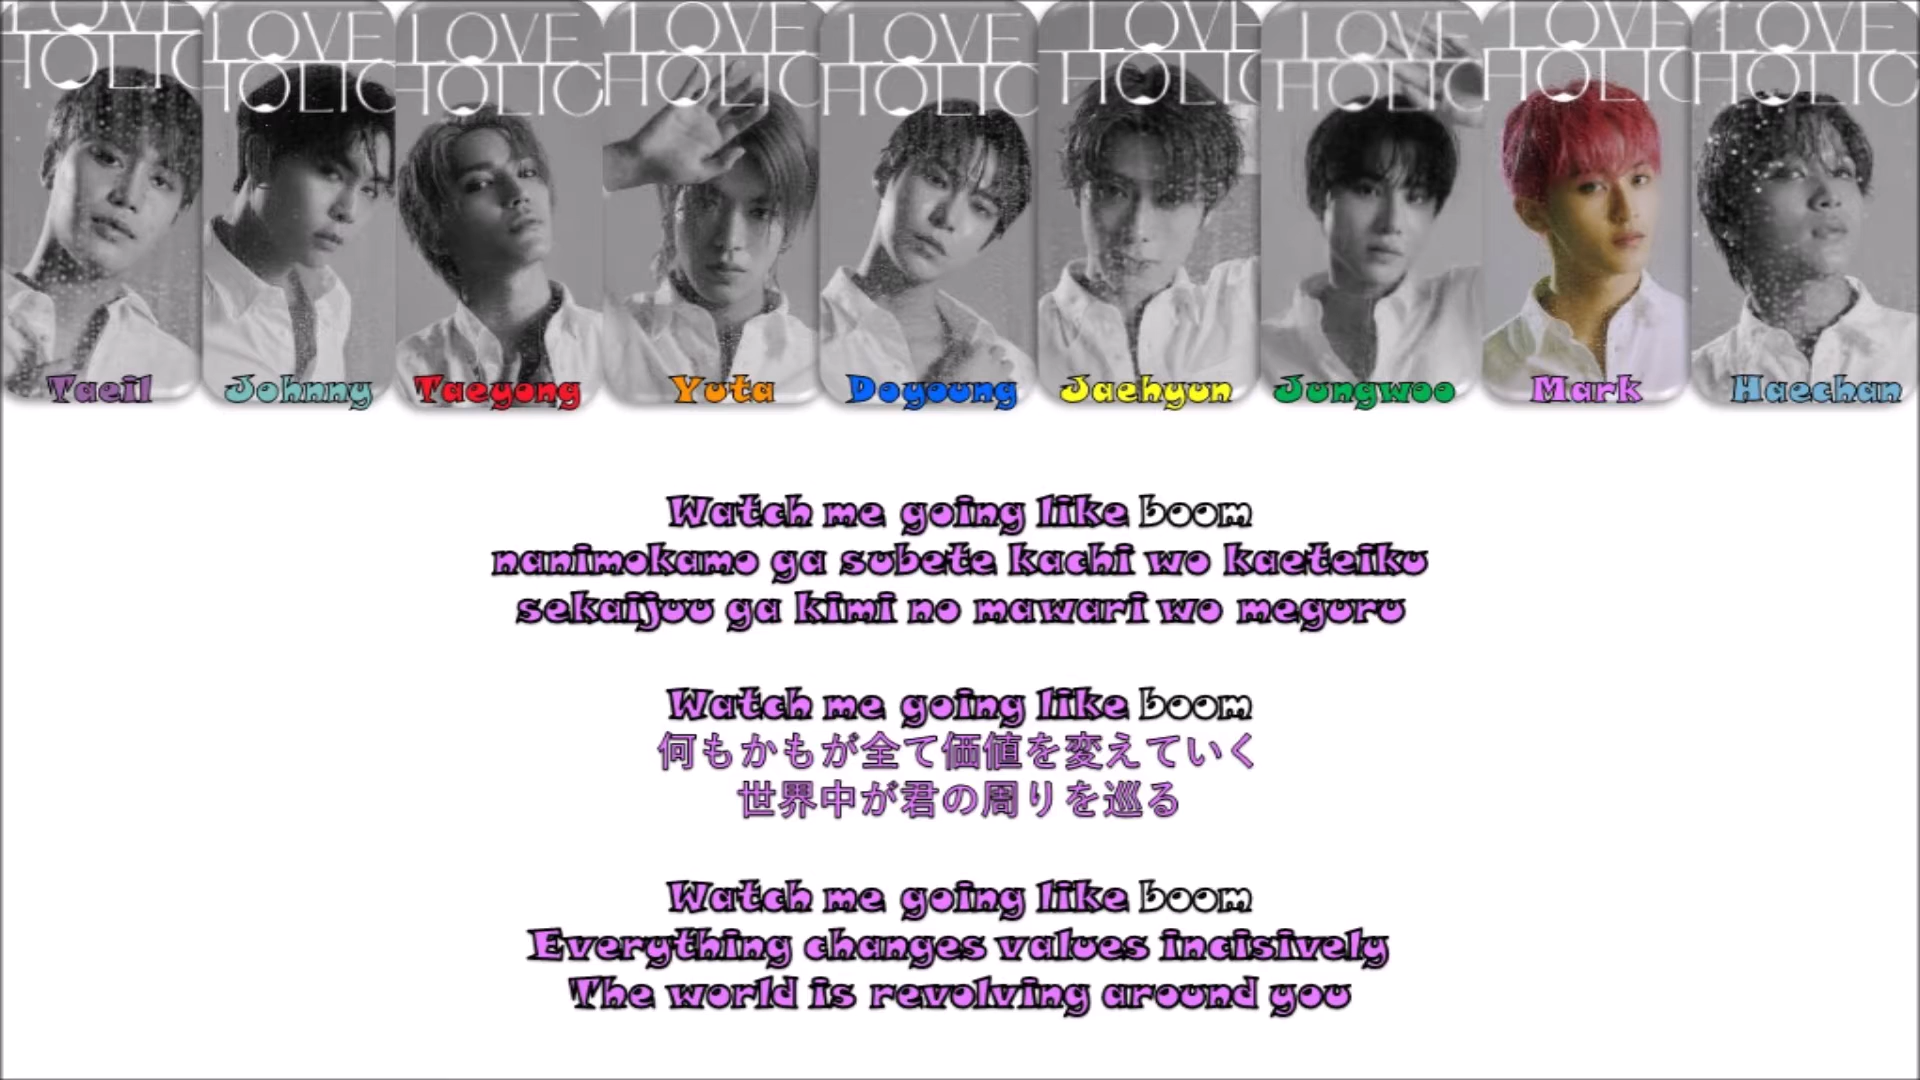 LOVE HOLIC LOVE HOLIC LOVE HOLIC LOVE HOLIC LOVE HOLIC LOVE HOLIC LOVE HOLIC LOVE HOLIC LOVE HOLIC
Taeil Johnny Taeyong Yuta Doyoung Jaehyun Jungwoo Mark Haechan
Watch me going like boom
nanimokamo ga subete kachi wo kaeteiku
sekaijuu ga kimi no mawari wo meguru
Watch me going like boom
何もかもが全て価値を変えていく
世界中が君の周りを巡る
Watch me going like boom
Everything changes values incisively
The world is revolving around you